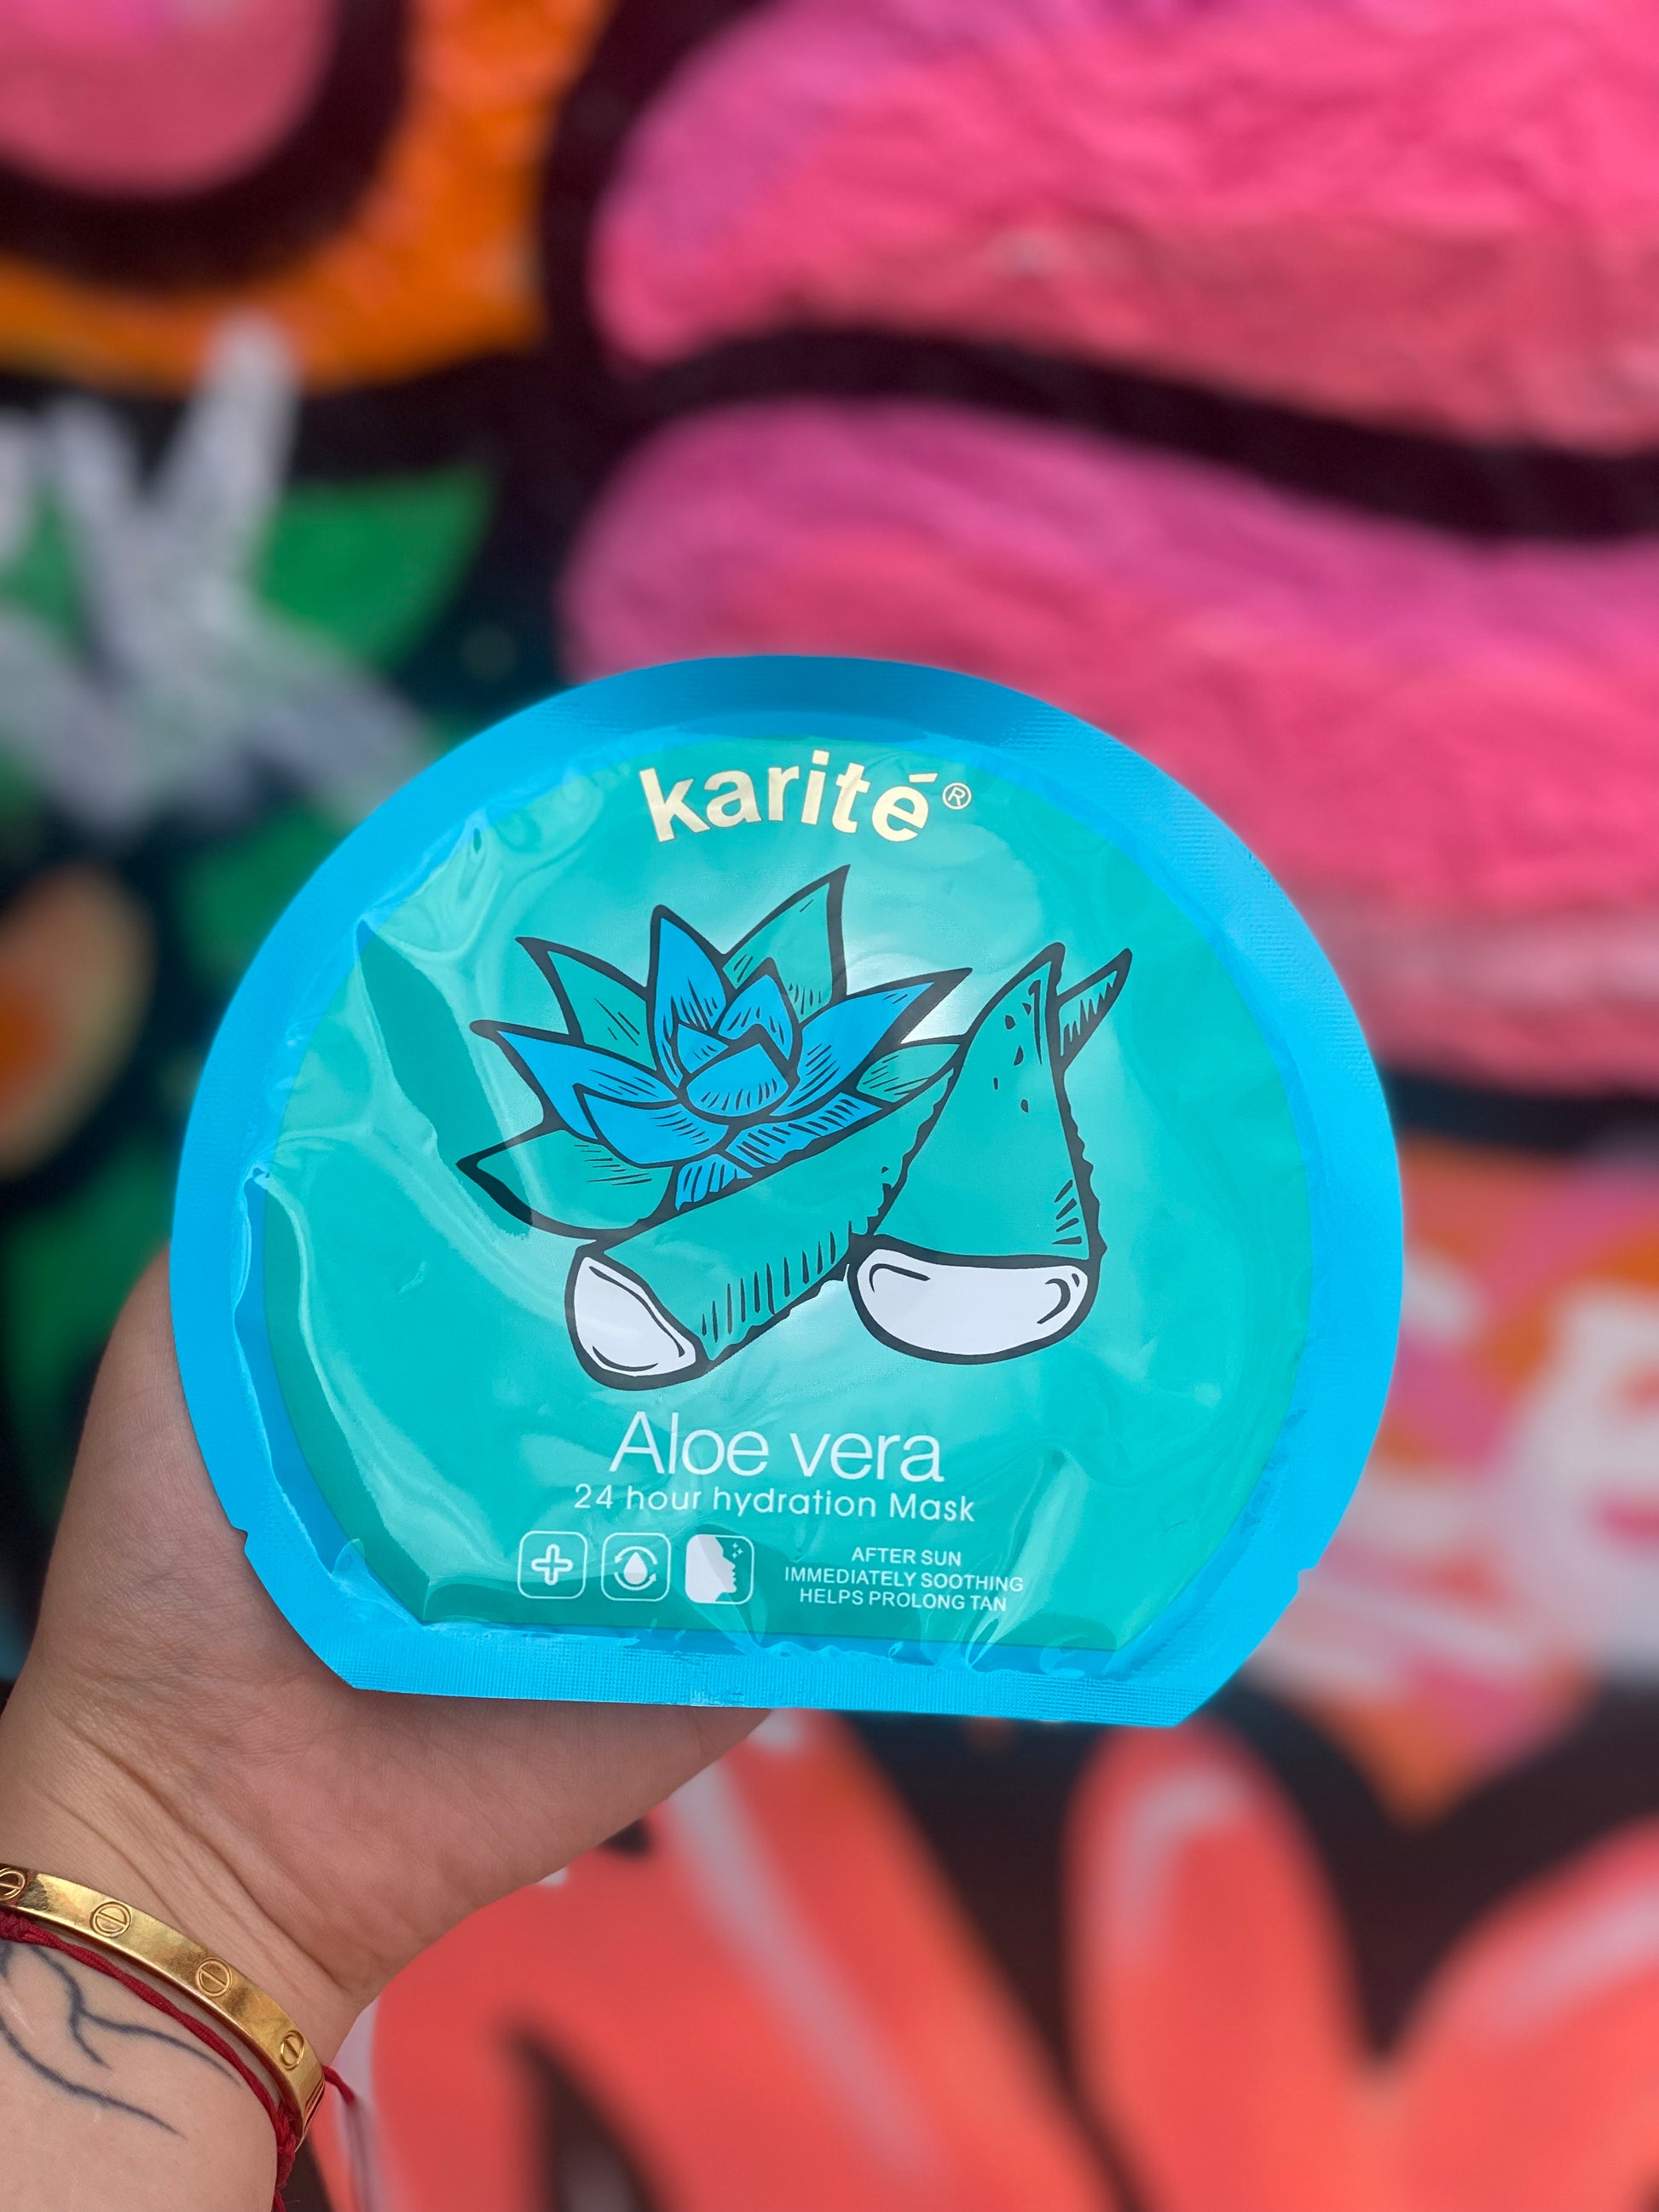 karité®
Aloe vera
24 hour hydration Mask
AFTER SUN
IMMEDIATELY SOOTHING
HELPS PROLONG TAN